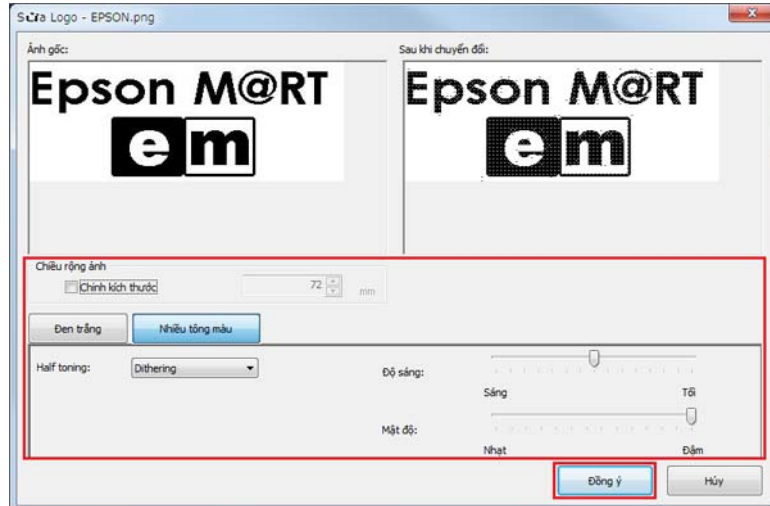 Sửa Logo - EPSON.png
Ảnh gốc:
Sau khi chuyển đổi:
Epson M@RT
em
Epson M@RT
em
Chiều rộng ảnh
Chỉnh kích thước
72
mm
Đen trắng
Nhiều tông màu
Half toning:
Dithering
Độ sáng:
Sáng
Tối
Mật độ:
Nhạt
Đậm
Đồng ý
Hủy